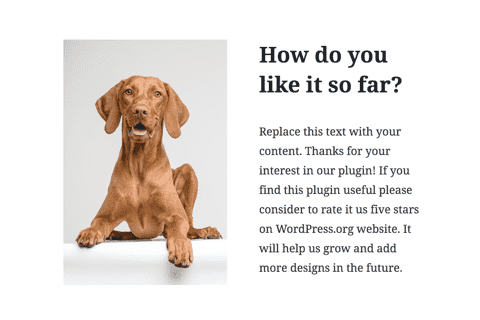 How do you
like it so far?
Replace this text with your
content. Thanks for your
interest in our plugin! If you
find this plugin useful please
consider to rate it us five stars
on WordPress.org website. It
will help us grow and add
more designs in the future.